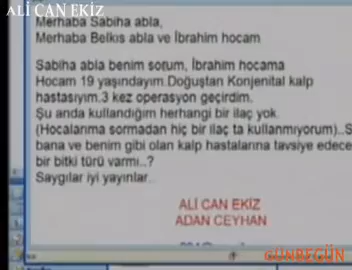 ALİ CAN EKİZ
Merhaba Sabiha abla,
Merhaba Belkıs abla ve İbrahim hocam
Sabiha abla benim sorum, İbrahim hocama
Hocam 19 yaşındayım.Doğuştan Konjenital kalp
hastasıyım.3 kez operasyon geçirdim.
Şu anda kullandığım herhangi bir ilaç yok.
(Hocalarıma sormadan hiç bir ilaç ta kullanmıyorum)..S
bana ve benim gibi olan kalp hastalarına tavsiye edece
bir bitki türü varmı..?
Saygılar iyi yayınlar
ALİ CAN EKİZ
ADAN CEYHAN
GÜNBEGÜN